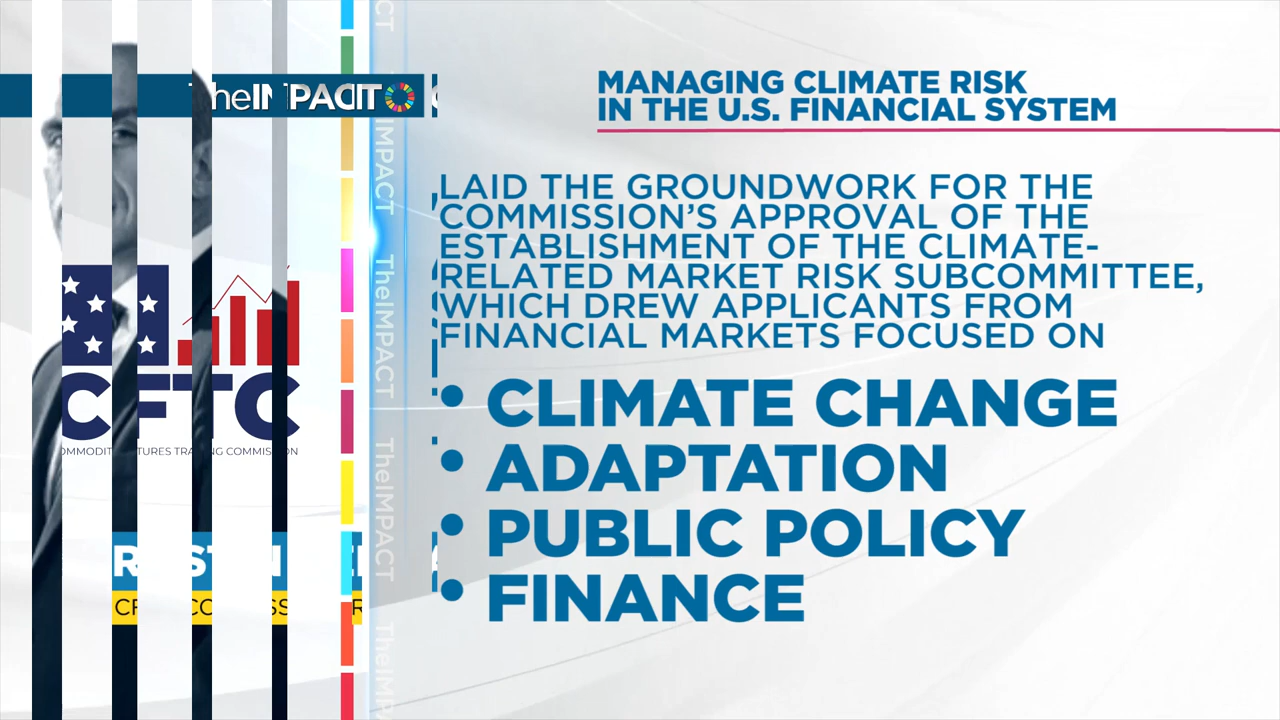 MANAGING CLIMATE RISK
IN THE U.S. FINANCIAL SYSTEM
LAID THE GROUNDWORK FOR THE
COMMISSION'S APPROVAL OF THE
ESTABLISHMENT OF THE CLIMATE-
RELATED MARKET RISK SUBCOMMITTEE,
WHICH DREW APPLICANTS FROM
FINANCIAL MARKETS FOCUSED ON
• CLIMATE CHANGE
• ADAPTATION
• PUBLIC POLICY
• FINANCE
CFTC
TheIMPACT
TheIMPACT
TheIMPACT